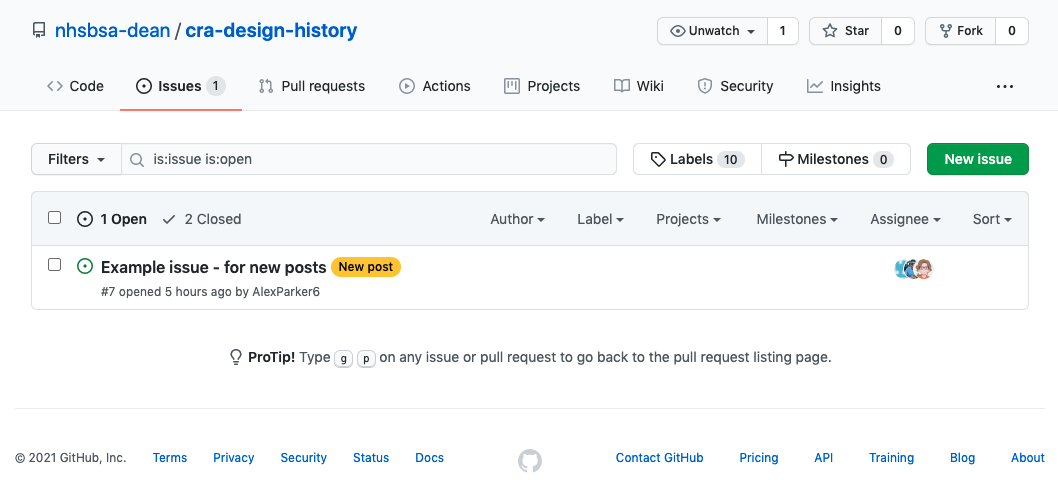 nhsbsa-dean / cra-design-history
Unwatch 1 Star 0 Fork 0
Code Issues 1 Pull requests Actions Projects Wiki Security Insights ...
Filters is:issue is:open Labels 10 Milestones 0 New issue
1 Open 2 Closed Author Label Projects Milestones Assignee Sort
Example issue - for new posts New post
#7 opened 5 hours ago by AlexParker6
ProTip! Type g p on any issue or pull request to go back to the pull request listing page.
© 2021 GitHub, Inc. Terms Privacy Security Status Docs Contact GitHub Pricing API Training Blog About